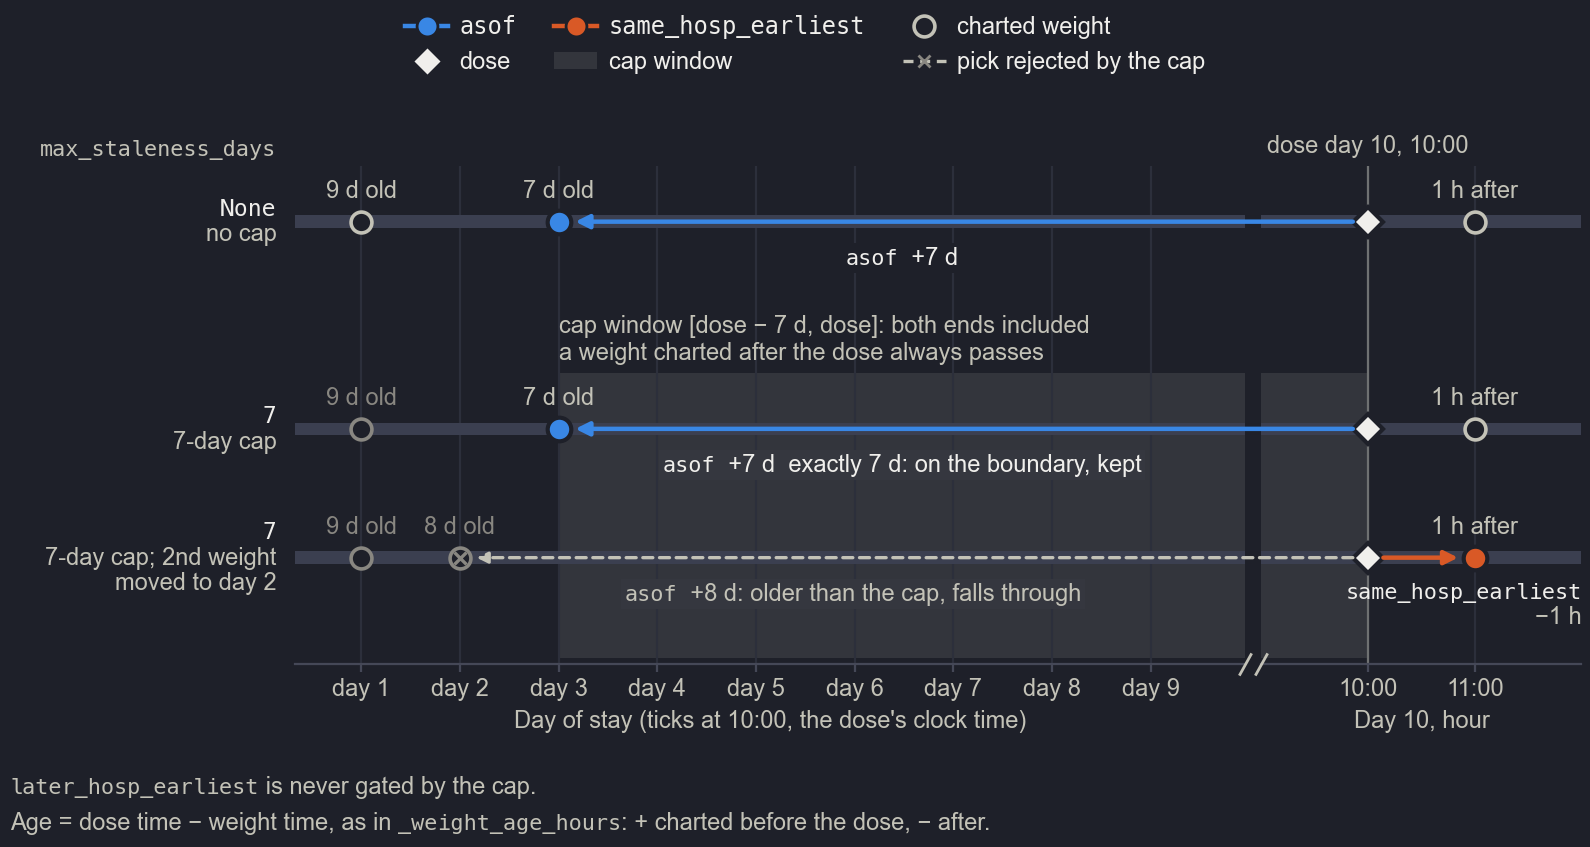 asof same_hosp_earliest charted weight
dose cap window pick rejected by the cap
max_staleness_days
dose day 10, 10:00
9 d old 7 d old 1 h after
None
no cap
asof +7 d
cap window [dose − 7 d, dose]: both ends included
a weight charted after the dose always passes
9 d old 7 d old 1 h after
7
7-day cap
asof +7 d exactly 7 d: on the boundary, kept
9 d old 8 d old 1 h after
7
7-day cap; 2nd weight
moved to day 2
asof +8 d: older than the cap, falls through
same_hosp_earliest
−1 h
day 1 day 2 day 3 day 4 day 5 day 6 day 7 day 8 day 9 10:00 11:00
Day of stay (ticks at 10:00, the dose's clock time) Day 10, hour
later_hosp_earliest is never gated by the cap.
Age = dose time − weight time, as in _weight_age_hours: + charted before the dose, − after.